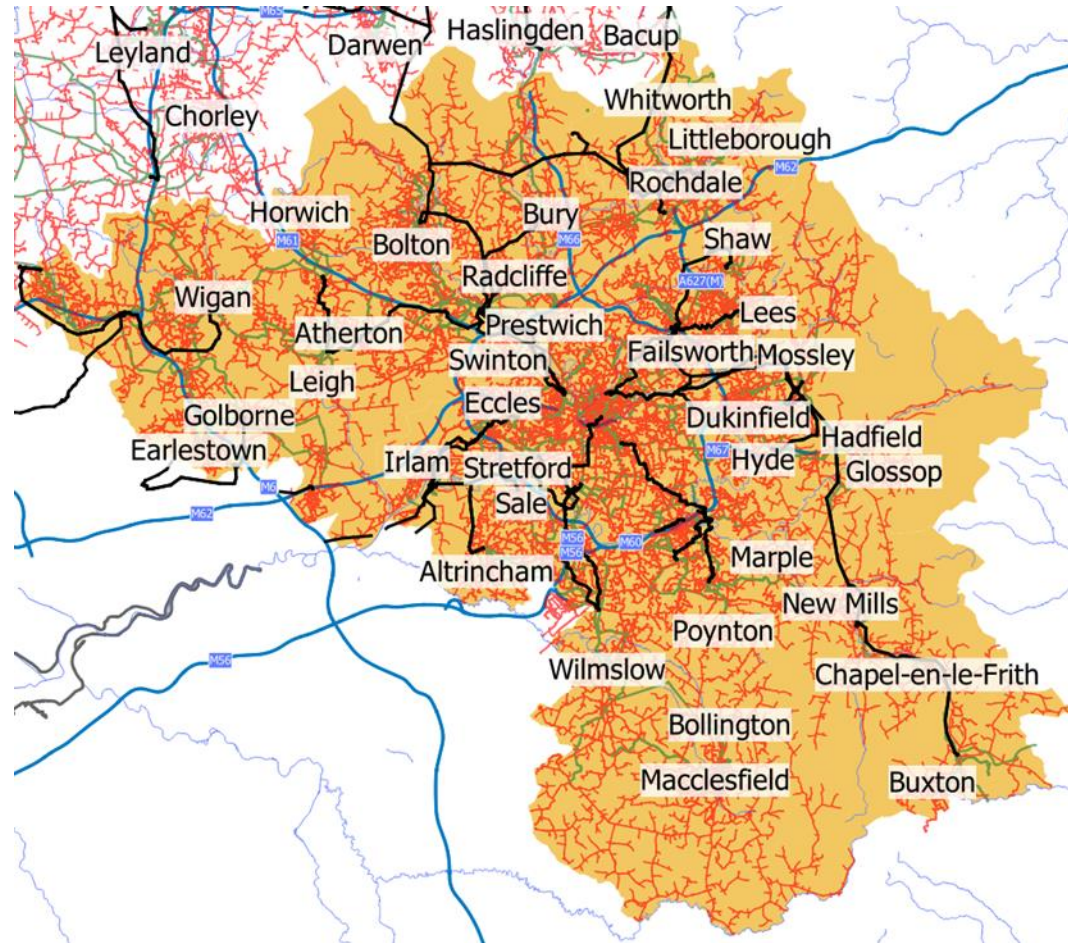 M65
Leyland
Darwen
Haslingden
Bacup
Chorley
Whitworth
Littleborough
M62
Rochdale
Horwich
M61
Bolton
Bury
M66
Shaw
Radcliffe
A627(M)
Wigan
Atherton
Prestwich
Lees
Swinton
Failsworth
Mossley
Leigh
Eccles
Golborne
Dukinfield
Hadfield
Earlestown
Irlam
Stretford
M67
Hyde
Glossop
M6
Sale
M62
M56
M56
M60
Marple
Altrincham
New Mills
Poynton
M56
Wilmslow
Chapel-en-le-Frith
Bollington
Macclesfield
Buxton